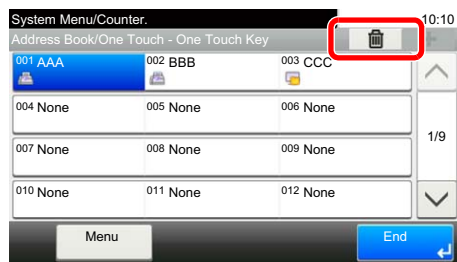 System Menu/Counter. 10:10
Address Book/One Touch - One Touch Key
001 AAA 002 BBB 003 CCC
004 None 005 None 006 None
1/9
007 None 008 None 009 None
010 None 011 None 012 None
Menu End